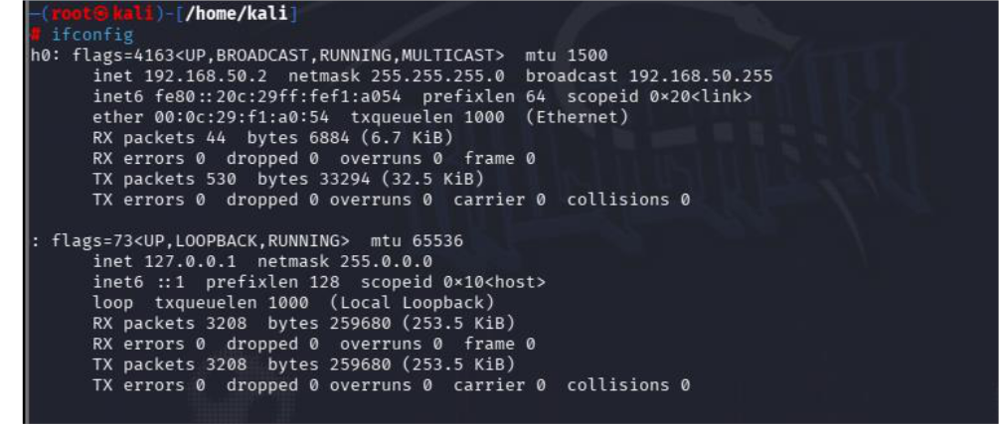 ─(root㉿kali)-[/home/kali]
# ifconfig
h0: flags=4163<UP,BROADCAST,RUNNING,MULTICAST>  mtu 1500
inet 192.168.50.2  netmask 255.255.255.0  broadcast 192.168.50.255
inet6 fe80::20c:29ff:fef1:a054  prefixlen 64  scopeid 0×20<link>
ether 00:0c:29:f1:a0:54  txqueuelen 1000  (Ethernet)
RX packets 44  bytes 6884 (6.7 KiB)
RX errors 0  dropped 0  overruns 0  frame 0
TX packets 530  bytes 33294 (32.5 KiB)
TX errors 0  dropped 0 overruns 0  carrier 0  collisions 0

: flags=73<UP,LOOPBACK,RUNNING>  mtu 65536
inet 127.0.0.1  netmask 255.0.0.0
inet6 ::1  prefixlen 128  scopeid 0×10<host>
loop  txqueuelen 1000  (Local Loopback)
RX packets 3208  bytes 259680 (253.5 KiB)
RX errors 0  dropped 0  overruns 0  frame 0
TX packets 3208  bytes 259680 (253.5 KiB)
TX errors 0  dropped 0 overruns 0  carrier 0  collisions 0